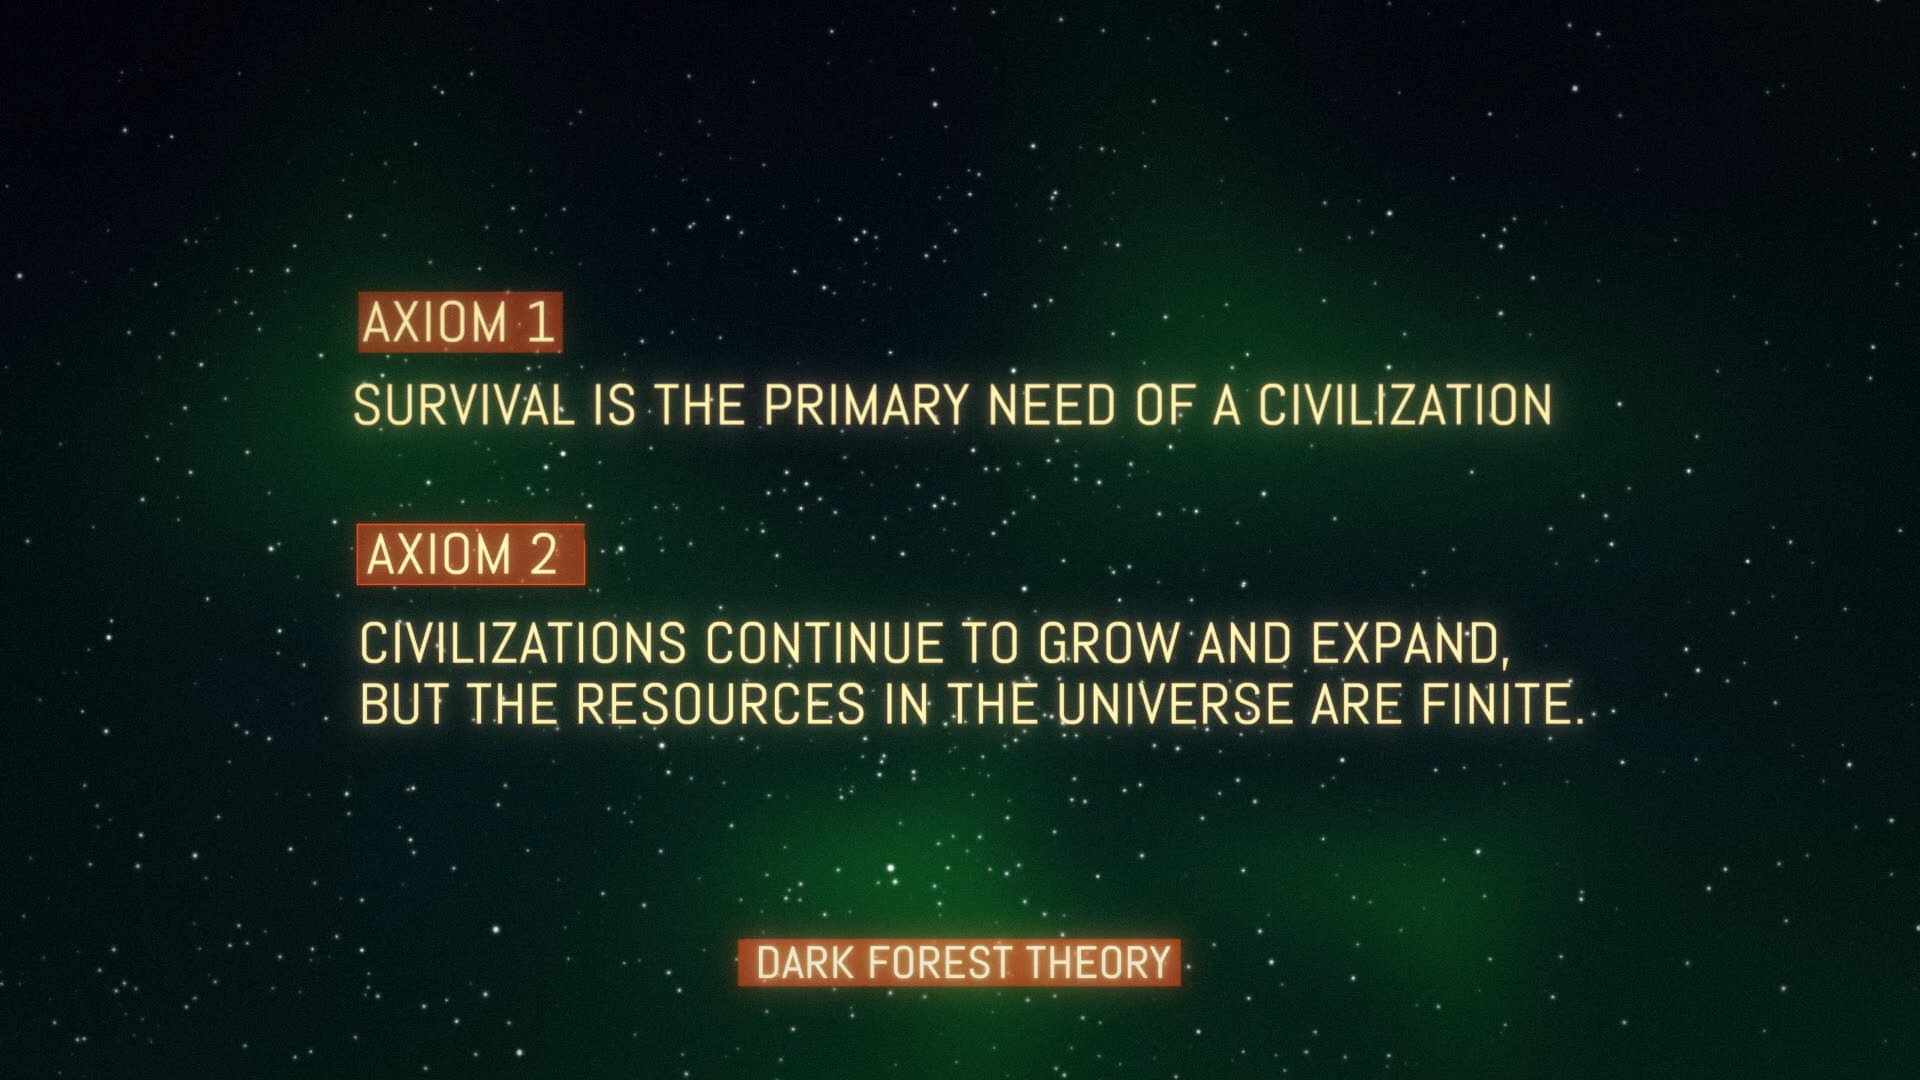 AXIOM 1
SURVIVAL IS THE PRIMARY NEED OF A CIVILIZATION
AXIOM 2
CIVILIZATIONS CONTINUE TO GROW AND EXPAND,
BUT THE RESOURCES IN THE UNIVERSE ARE FINITE.
DARK FOREST THEORY